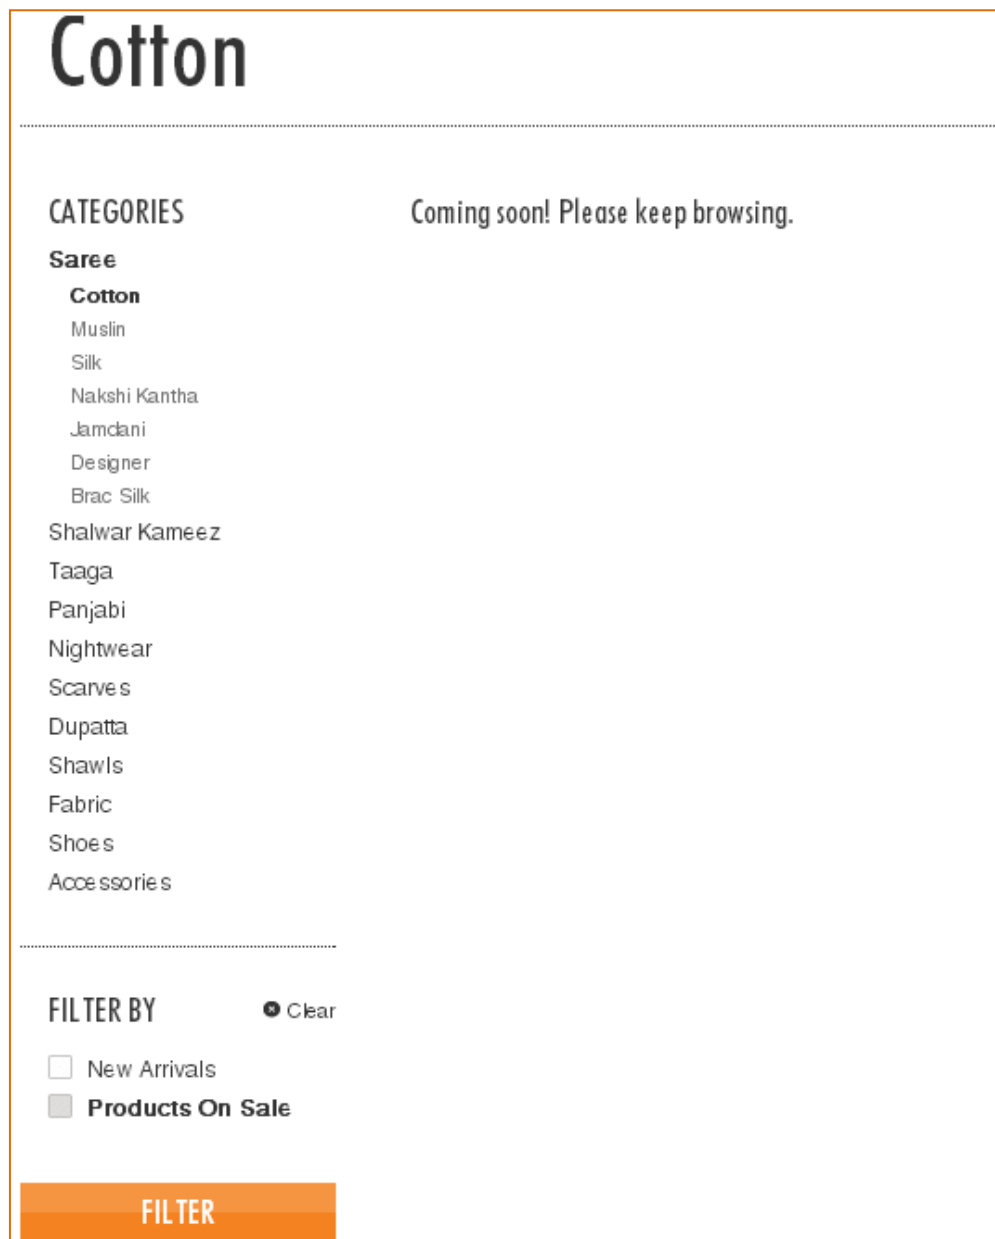 Cotton
CATEGORIES
Saree
Cotton
Muslin
Silk
Nakshi Kantha
Jamdani
Designer
Brac Silk
Shalwar Kameez
Taaga
Panjabi
Nightwear
Scarves
Dupatta
Shawls
Fabric
Shoes
Accessories
Coming soon! Please keep browsing.
FILTER BY
Clear
New Arrivals
Products On Sale
FILTER